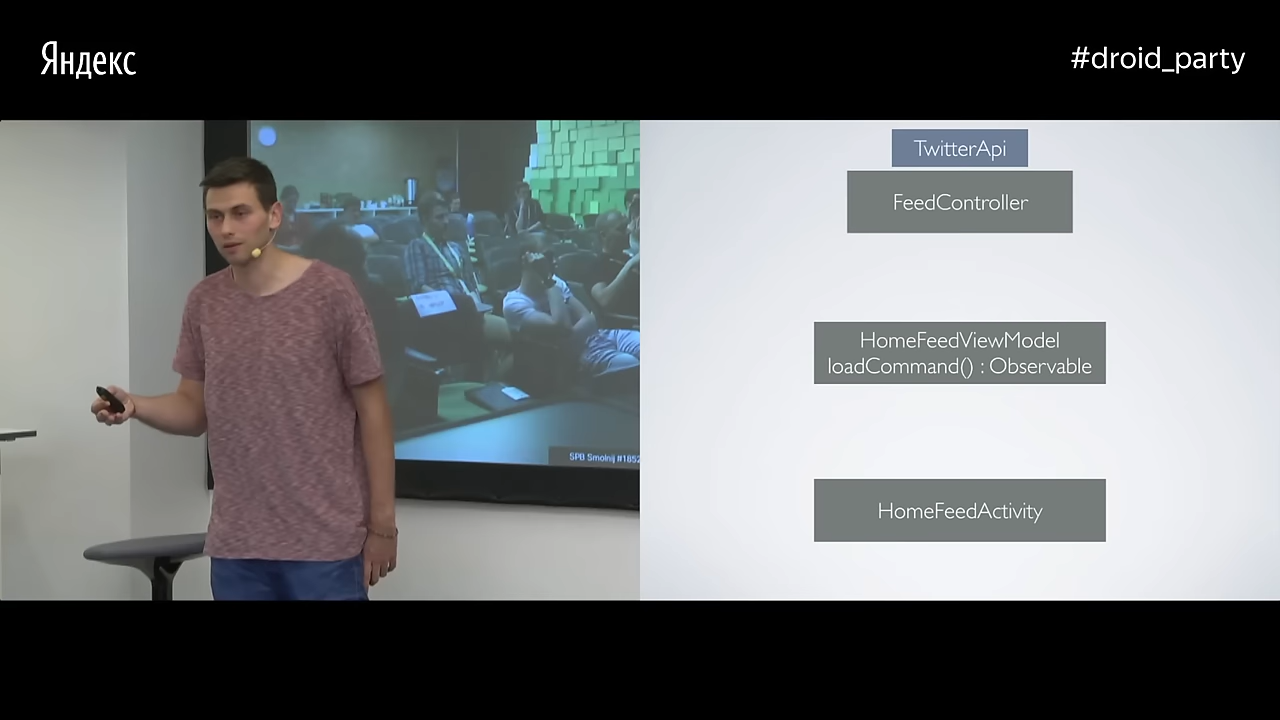 Яндекс
#droid_party
TwitterApi
FeedController
HomeFeedViewModel
loadCommand() : Observable
HomeFeedActivity
SPB Smolnij #1852